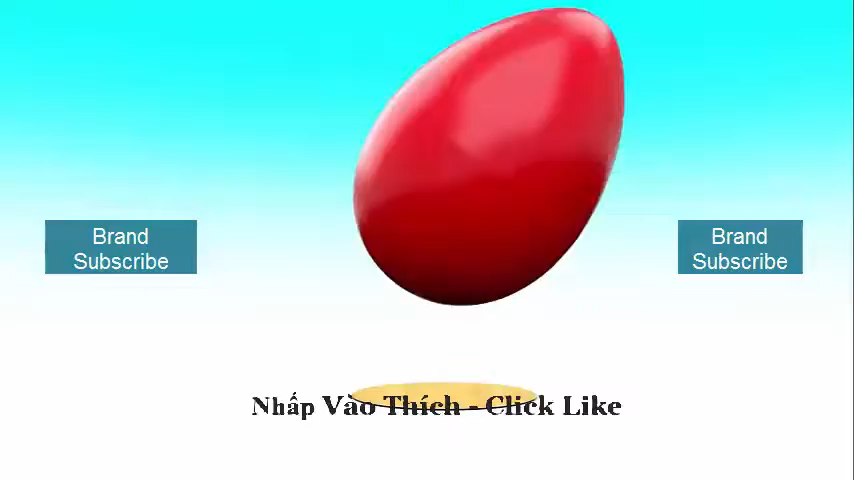 Brand
Subscribe
Brand
Subscribe
Nhấp Vào Thích - Click Like